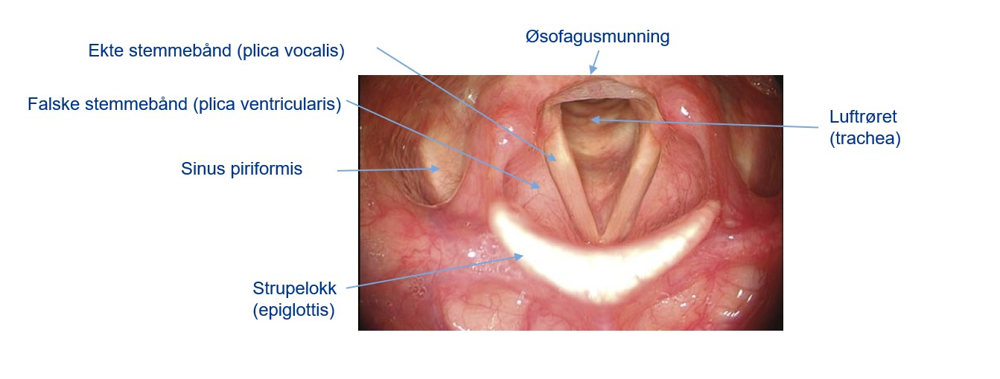 Øsofagusmunning
Ekte stemmebånd (plica vocalis)
Falske stemmebånd (plica ventricularis)
Luftrøret
(trachea)
Sinus piriformis
Strupelokk
(epiglottis)